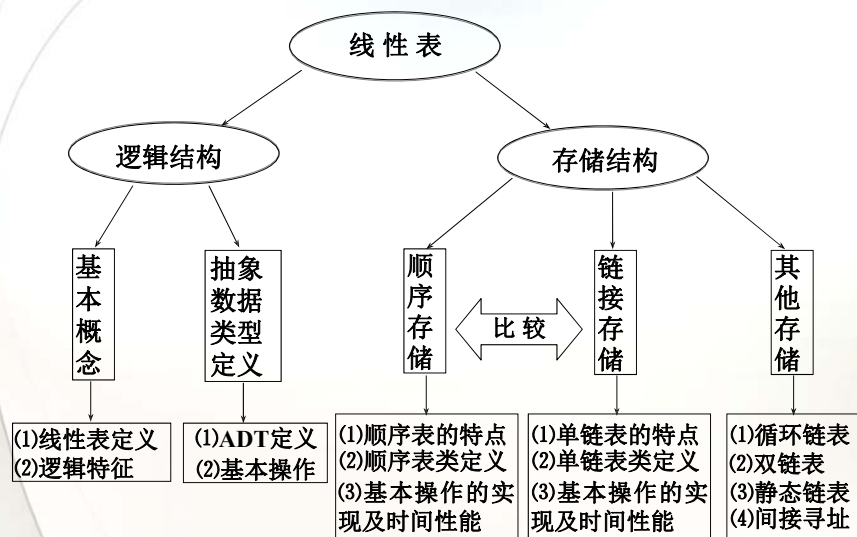 线 性 表
逻辑结构
存储结构
基
本
概
念
抽象
数据
类型
定义
顺
序
存
储
比 较
链
接
存
储
其
他
存
储
⑴线性表定义
⑵逻辑特征
⑴ADT定义
⑵基本操作
⑴顺序表的特点
⑵顺序表类定义
⑶基本操作的实
现及时间性能
⑴单链表的特点
⑵单链表类定义
⑶基本操作的实
现及时间性能
⑴循环链表
⑵双链表
⑶静态链表
⑷间接寻址